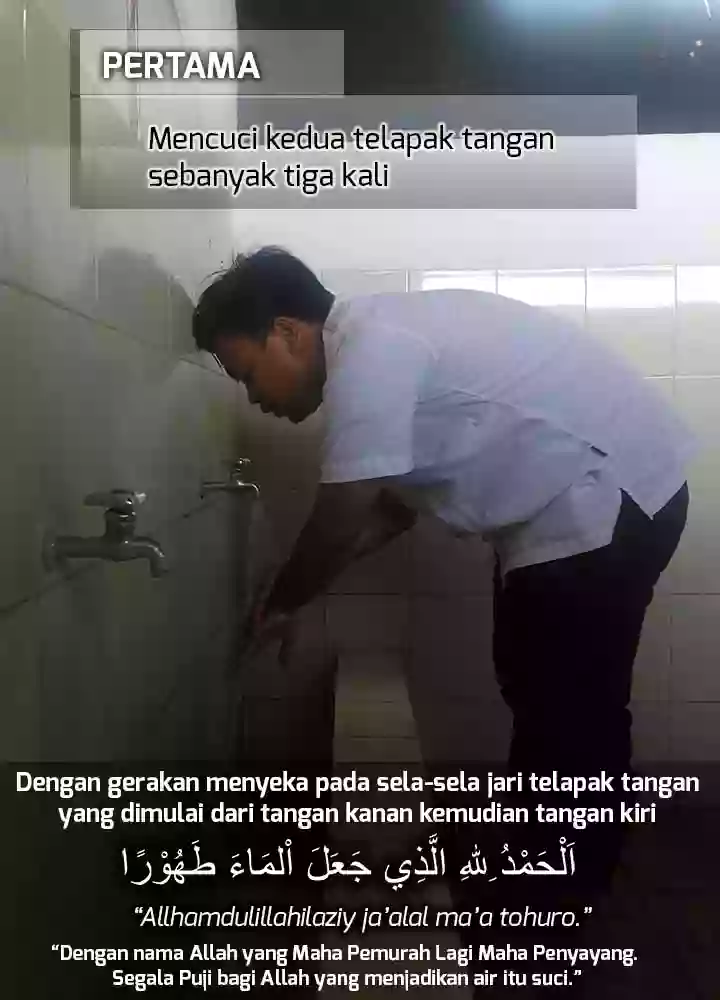 PERTAMA
Mencuci kedua telapak tangan
sebanyak tiga kali
Dengan gerakan menyeka pada sela-sela jari telapak tangan
yang dimulai dari tangan kanan kemudian tangan kiri
اَلْحَمْدُ ِللهِ الَّذِي جَعَلَ اْلمَاءَ طَهُوْرًا
“Allhamdulillahilaziy ja’alal ma’a tohuro.”
“Dengan nama Allah yang Maha Pemurah Lagi Maha Penyayang.
Segala Puji bagi Allah yang menjadikan air itu suci.”